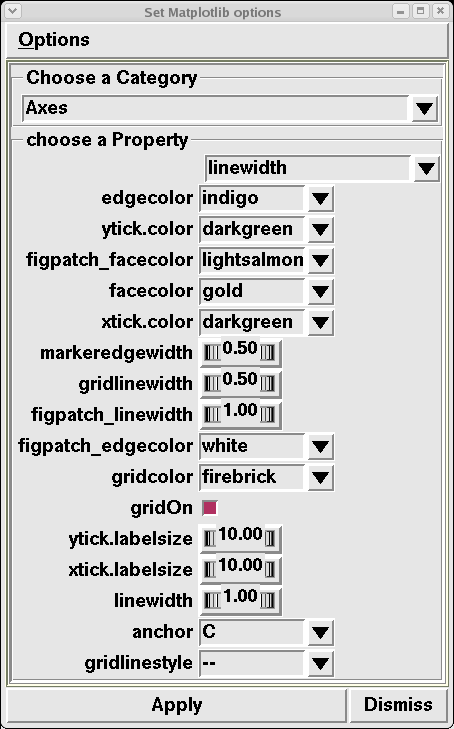 Set Matplotlib options
Options
Choose a Category
Axes
choose a Property
linewidth
edgecolor indigo
ytick.color darkgreen
figpatch_facecolor lightsalmon
facecolor gold
xtick.color darkgreen
markeredgewidth 0.50
gridlinewidth 0.50
figpatch_linewidth 1.00
figpatch_edgecolor white
gridcolor firebrick
gridOn
ytick.labelsize 10.00
xtick.labelsize 10.00
linewidth 1.00
anchor C
gridlinestyle --
Apply Dismiss